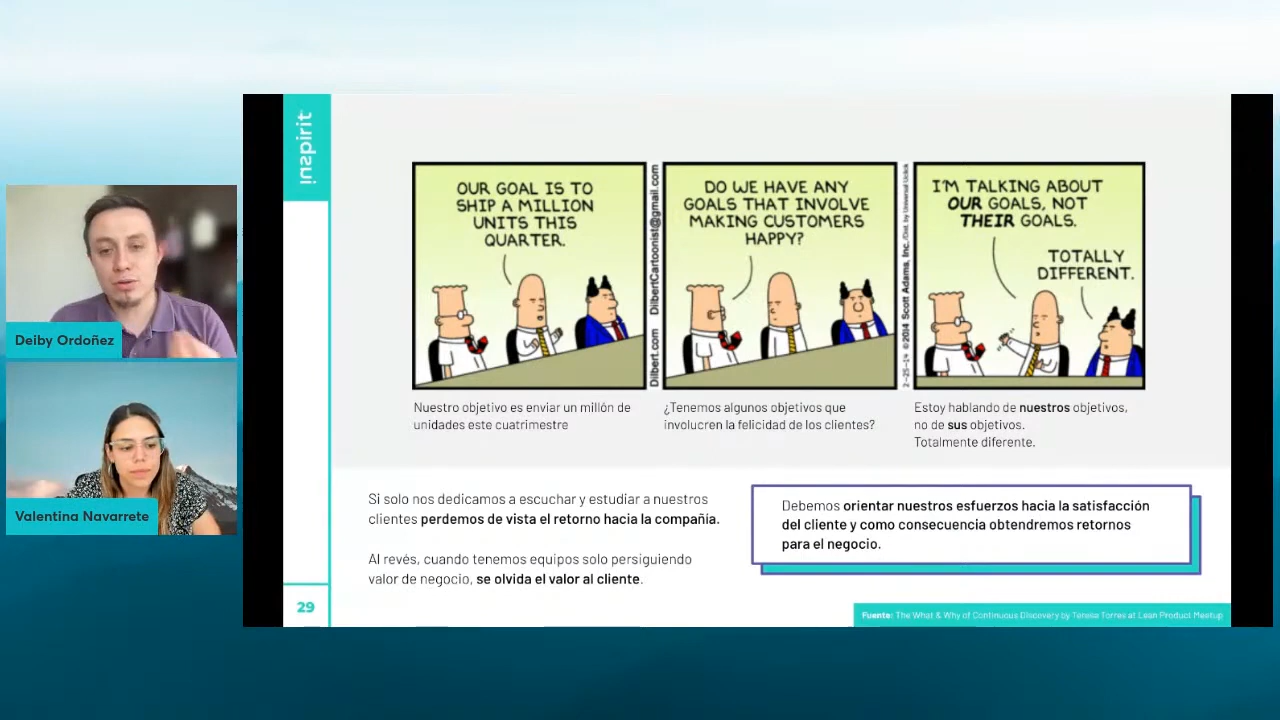 inspirit
OUR GOAL IS TO
SHIP A MILLION
UNITS THIS
QUARTER.
Dilbert.com DilbertCartoonist@gmail.com
DO WE HAVE ANY
GOALS THAT INVOLVE
MAKING CUSTOMERS
HAPPY?
2-25-14 ©2014 Scott Adams, Inc. /Dist. by Universal Uclick
I'M TALKING ABOUT
OUR GOALS, NOT
THEIR GOALS.
TOTALLY
DIFFERENT.
Nuestro objetivo es enviar un millón de
unidades este cuatrimestre
¿Tenemos algunos objetivos que
involucren la felicidad de los clientes?
Estoy hablando de nuestros objetivos,
no de sus objetivos.
Totalmente diferente.
Si solo nos dedicamos a escuchar y estudiar a nuestros
clientes perdemos de vista el retorno hacia la compañía.
Al revés, cuando tenemos equipos solo persiguiendo
valor de negocio, se olvida el valor al cliente.
Debemos orientar nuestros esfuerzos hacia la satisfacción
del cliente y como consecuencia obtendremos retornos
para el negocio.
29
Fuente: The What & Why of Continuous Discovery by Teresa Torres at Lean Product Meetup
Deiby Ordoñez
Valentina Navarrete